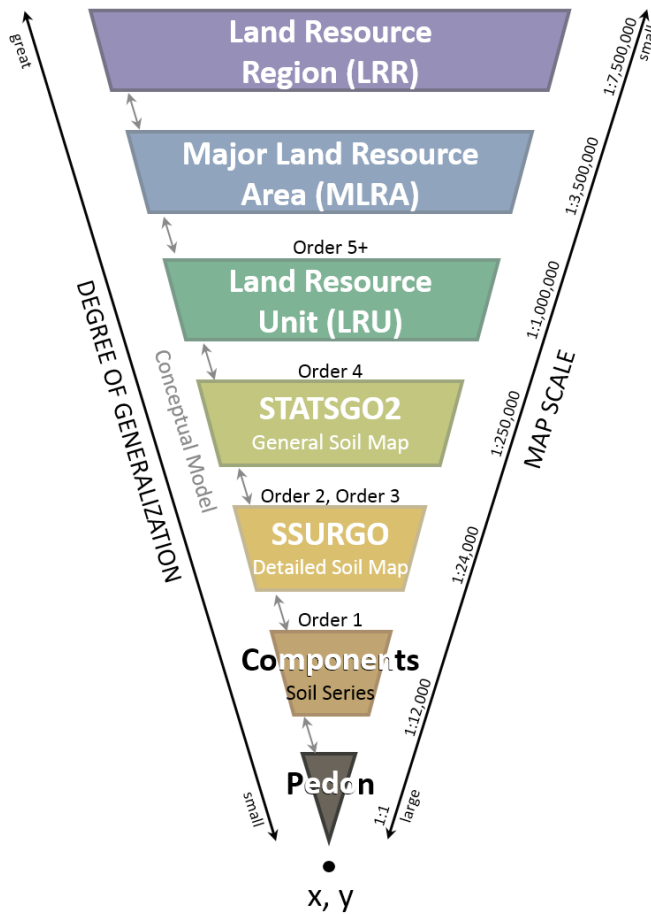 great
small
1:7,500,000
Land Resource
Region (LRR)
Major Land Resource
Area (MLRA)
1:3,500,000
Order 5+
Land Resource
Unit (LRU)
1:1,000,000
DEGREE OF GENERALIZATION
Conceptual Model
MAP SCALE
Order 4
STATSGO2
General Soil Map
1:250,000
Order 2, Order 3
SSURGO
Detailed Soil Map
1:24,000
Order 1
Components
Soil Series
1:12,000
Pedon
small
1:1
large
x, y